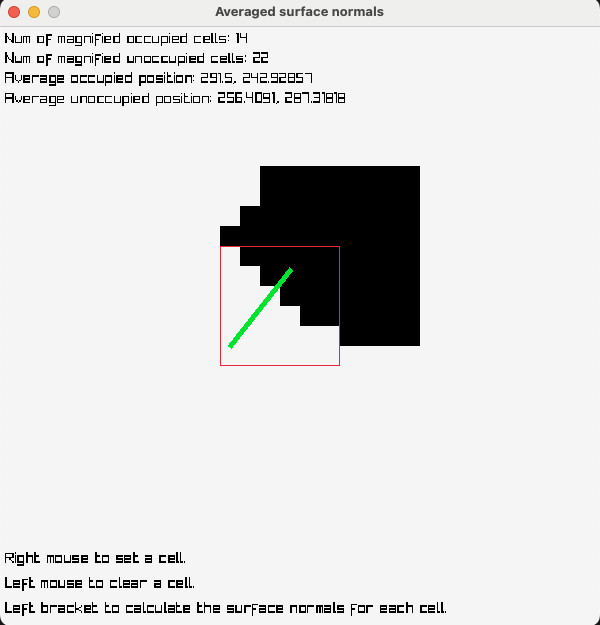 Averaged surface normals
Num of magnified occupied cells: 14
Num of magnified unoccupied cells: 22
Average occupied position: 291.5, 242.92857
Average unoccupied position: 256.4091, 287.31818
Right mouse to set a cell.
Left mouse to clear a cell.
Left bracket to calculate the surface normals for each cell.